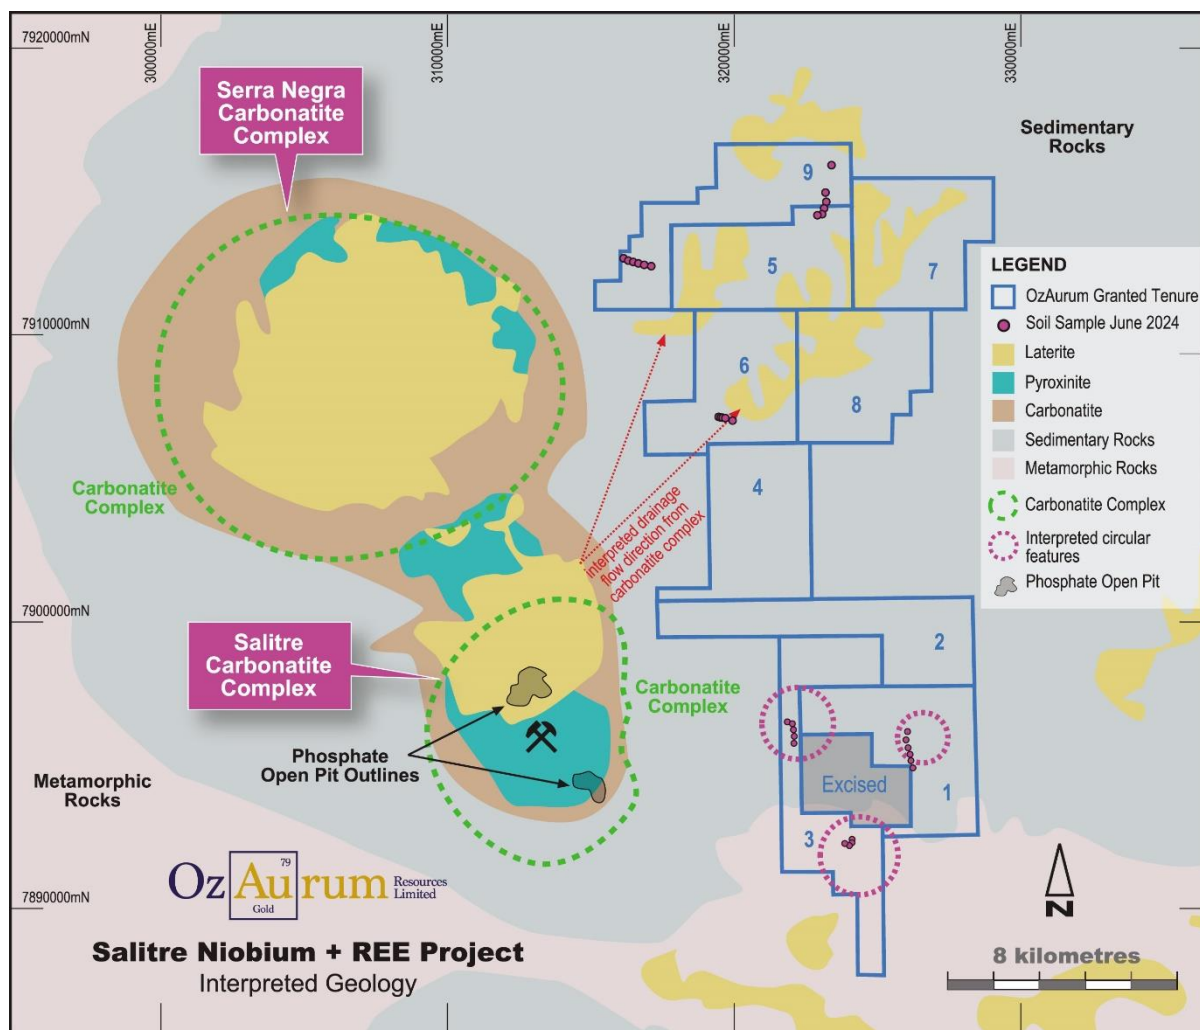 7920000mN
300000mE
310000mE
320000mE
330000mE
Serra Negra
Carbonatite
Complex
Sedimentary
Rocks
9
5
7
LEGEND
OzAurum Granted Tenure
Soil Sample June 2024
Laterite
Pyroxinite
Carbonatite
Sedimentary Rocks
Metamorphic Rocks
Carbonatite Complex
Interpreted circular
features
Phosphate Open Pit
7910000mN
6
8
Carbonatite
Complex
4
interpreted drainage
flow direction from
carbonatite complex
7900000mN
Salitre
Carbonatite
Complex
2
Carbonatite
Complex
Phosphate
Open Pit Outlines
Metamorphic
Rocks
Excised
1
3
Oz Aurum Resources
Limited
79
Gold
7890000mN
N
Salitre Niobium + REE Project
Interpreted Geology
8 kilometres